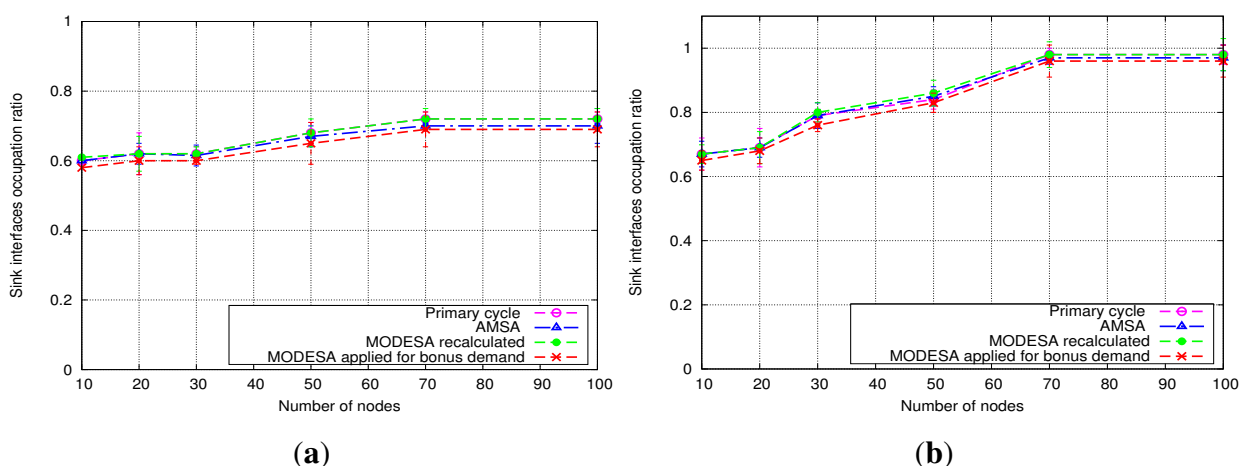 1
0.8
0.6
0.4
0.2
0
Sink interfaces occupation ratio
10 20 30 40 50 60 70 80 90 100
Number of nodes
Primary cycle
AMSA
MODESA recalculated
MODESA applied for bonus demand
(a)
1
0.8
0.6
0.4
0.2
0
Sink interfaces occupation ratio
10 20 30 40 50 60 70 80 90 100
Number of nodes
Primary cycle
AMSA
MODESA recalculated
MODESA applied for bonus demand
(b)